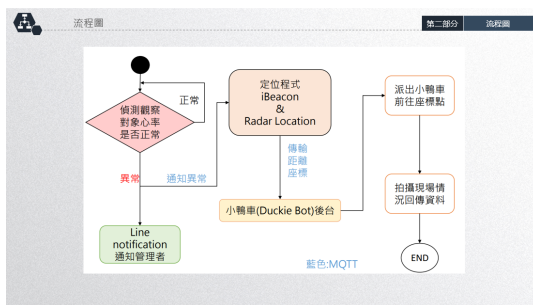 流程圖
第二部分
流程圖
正常
偵測觀察
對象心率
是否正常
異常
通知異常
Line
notification
通知管理者
定位程式
iBeacon
&
Radar Location
傳輸
距離
座標
小鴨車(Duckie Bot)後台
派出小鴨車
前往座標點
拍攝現場情
況回傳資料
END
藍色:MQTT